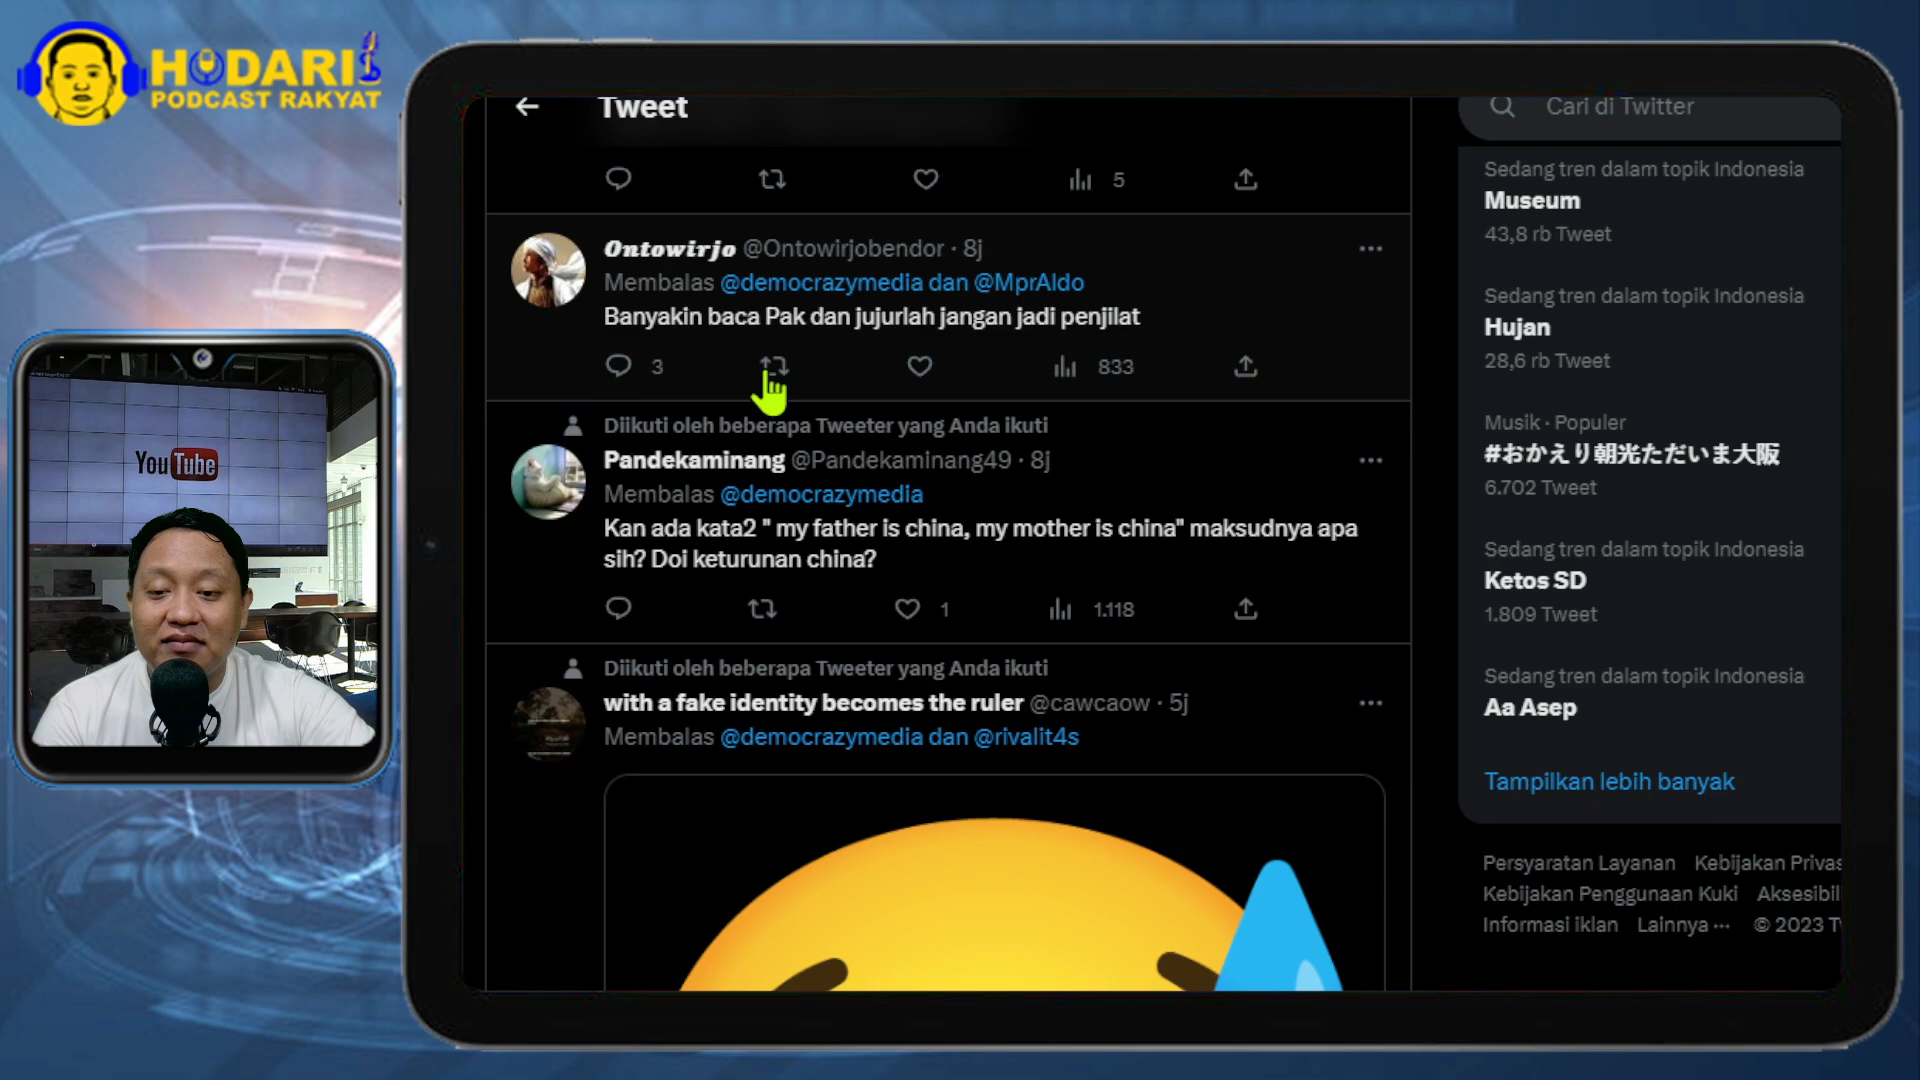 HODARI
PODCAST RAKYAT
YouTube
Tweet
5
Ontowirjo @Ontowirjobendor · 8j
Membalas @democrazymedia dan @MprAldo
Banyakin baca Pak dan jujurlah jangan jadi penjilat
3
833
Diikuti oleh beberapa Tweeter yang Anda ikuti
Pandekaminang @Pandekaminang49 · 8j
Membalas @democrazymedia
Kan ada kata2 " my father is china, my mother is china" maksudnya apa
sih? Doi keturunan china?
1
1.118
Diikuti oleh beberapa Tweeter yang Anda ikuti
with a fake identity becomes the ruler @cawcaow · 5j
Membalas @democrazymedia dan @rivalit4s
Cari di Twitter
Sedang tren dalam topik Indonesia
Museum
43,8 rb Tweet
Sedang tren dalam topik Indonesia
Hujan
28,6 rb Tweet
Musik · Populer
#おかえり朝光ただいま大阪
6.702 Tweet
Sedang tren dalam topik Indonesia
Ketos SD
1.809 Tweet
Sedang tren dalam topik Indonesia
Aa Asep
Tampilkan lebih banyak
Persyaratan Layanan Kebijakan Privas
Kebijakan Penggunaan Kuki Aksesibil
Informasi iklan Lainnya ··· © 2023 Tw